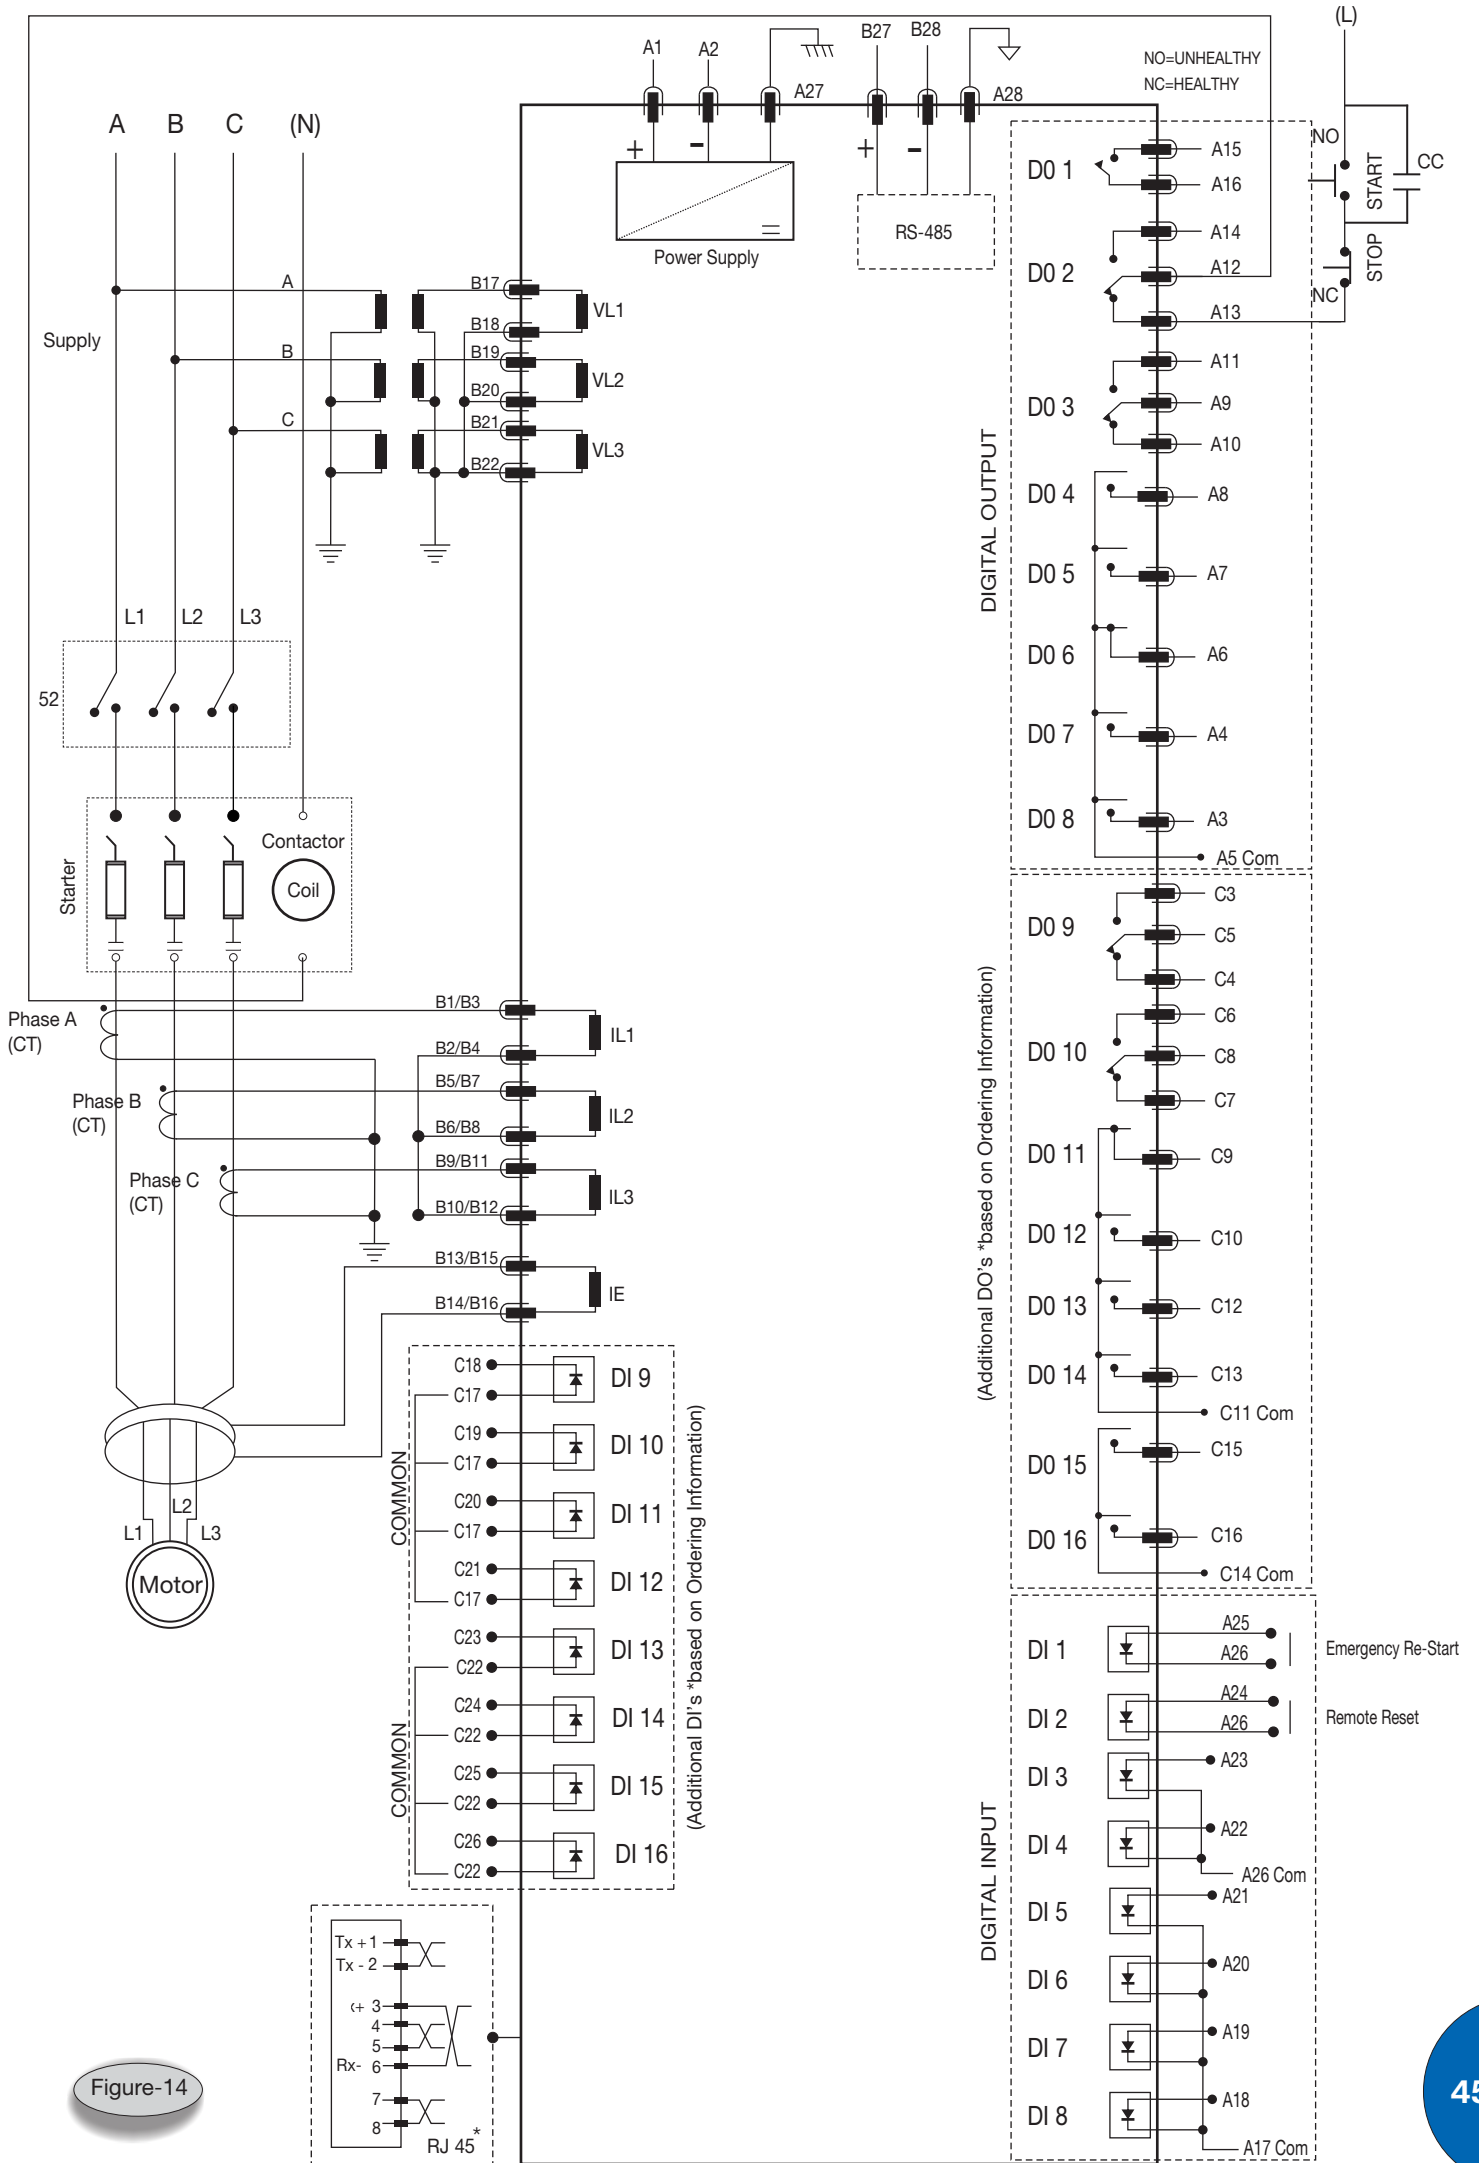 (L)
A1
A2
B27
B28
NO=UNHEALTHY
NC=HEALTHY
A27
A28
A
B
C
(N)
+
-
+
-
Power Supply
RS-485
D0 1
A15
A16
NO
START
CC
D0 2
A14
A12
A13
STOP
NC
Supply
A
B
C
B17
B18
B19
B20
B21
B22
VL1
VL2
VL3
D0 3
A11
A9
A10
DIGITAL OUTPUT
D0 4
A8
D0 5
A7
D0 6
A6
D0 7
A4
D0 8
A3
A5 Com
L1
L2
L3
52
Starter
Contactor
Coil
D0 9
C3
C5
C4
D0 10
C6
C8
C7
D0 11
C9
D0 12
C10
D0 13
C12
D0 14
C13
C11 Com
D0 15
C15
D0 16
C16
C14 Com
(Additional DO's *based on Ordering Information)
Phase A
(CT)
Phase B
(CT)
Phase C
(CT)
B1/B3
B2/B4
B5/B7
B6/B8
B9/B11
B10/B12
B13/B15
B14/B16
IL1
IL2
IL3
IE
L1
L2
L3
Motor
C18
C17
DI 9
C19
C17
DI 10
C20
C17
DI 11
C21
C17
DI 12
C23
C22
DI 13
C24
C22
DI 14
C25
C22
DI 15
C26
C22
DI 16
COMMON
COMMON
(Additional DI's *based on Ordering Information)
DIGITAL INPUT
DI 1
A25
A26
Emergency Re-Start
DI 2
A24
A26
Remote Reset
DI 3
A23
DI 4
A22
A26 Com
DI 5
A21
DI 6
A20
DI 7
A19
DI 8
A18
A17 Com
Tx + 1
Tx - 2
+ 3
4
5
Rx- 6
7
8
RJ 45*
Figure-14